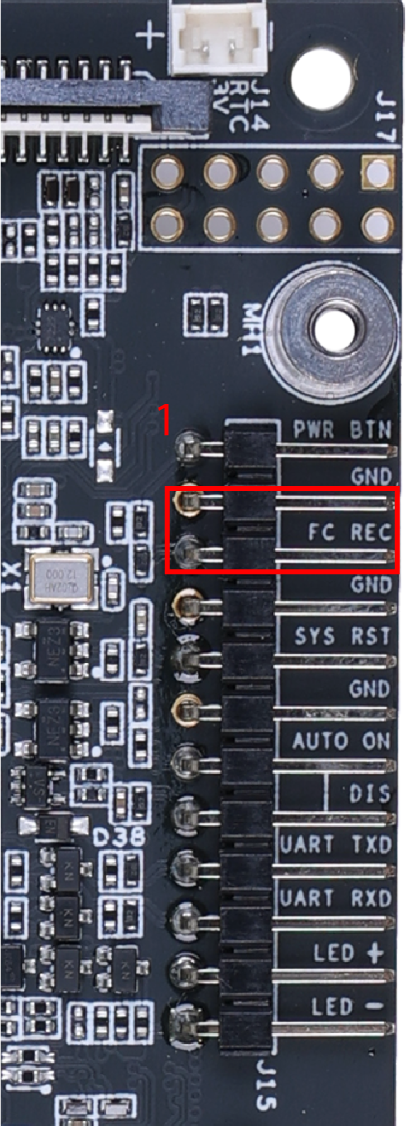 + -
J14
RTC
3V
J17
MH1
1
PWR BTN
GND
FC REC
GND
X1
SYS RST
GND
AUTO ON
DIS
D38
UART TXD
UART RXD
LED +
LED -
J15